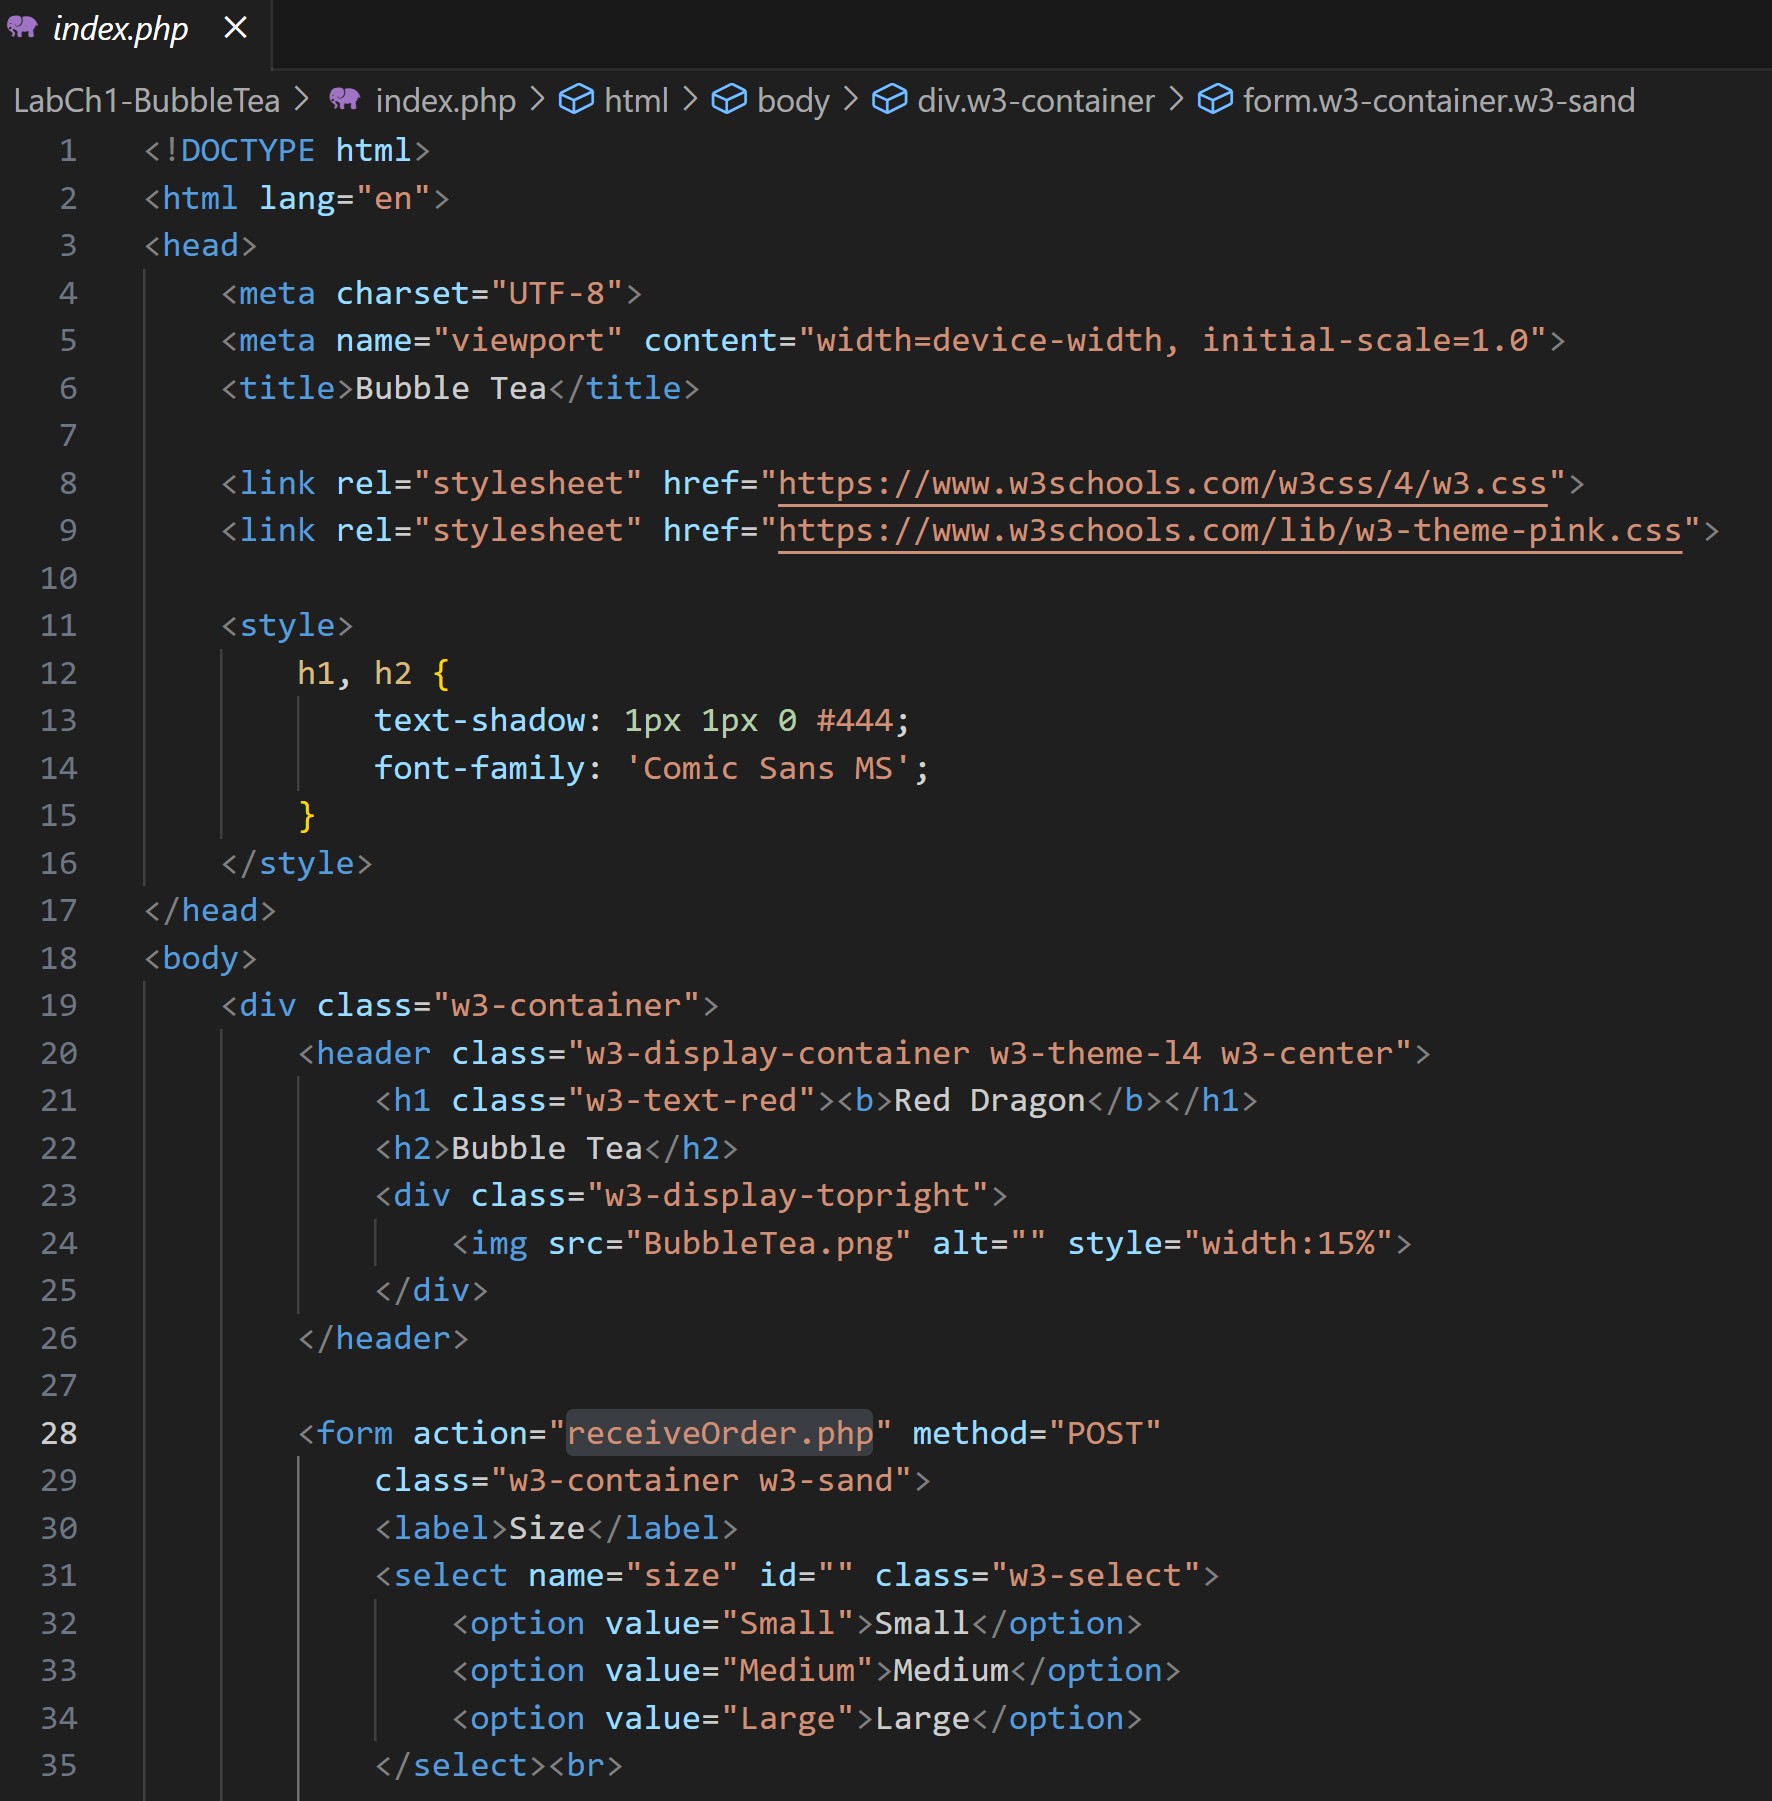 index.php
LabCh1-BubbleTea > index.php > html > body > div.w3-container > form.w3-container.w3-sand
1 <!DOCTYPE html>
2 <html lang="en">
3 <head>
4     <meta charset="UTF-8">
5     <meta name="viewport" content="width=device-width, initial-scale=1.0">
6     <title>Bubble Tea</title>
7
8     <link rel="stylesheet" href="https://www.w3schools.com/w3css/4/w3.css">
9     <link rel="stylesheet" href="https://www.w3schools.com/lib/w3-theme-pink.css">
10
11     <style>
12         h1, h2 {
13             text-shadow: 1px 1px 0 #444;
14             font-family: 'Comic Sans MS';
15         }
16     </style>
17 </head>
18 <body>
19     <div class="w3-container">
20         <header class="w3-display-container w3-theme-l4 w3-center">
21             <h1 class="w3-text-red"><b>Red Dragon</b></h1>
22             <h2>Bubble Tea</h2>
23             <div class="w3-display-topright">
24                 <img src="BubbleTea.png" alt="" style="width:15%">
25             </div>
26         </header>
27
28         <form action="receiveOrder.php" method="POST"
29             class="w3-container w3-sand">
30             <label>Size</label>
31             <select name="size" id="" class="w3-select">
32                 <option value="Small">Small</option>
33                 <option value="Medium">Medium</option>
34                 <option value="Large">Large</option>
35             </select><br>